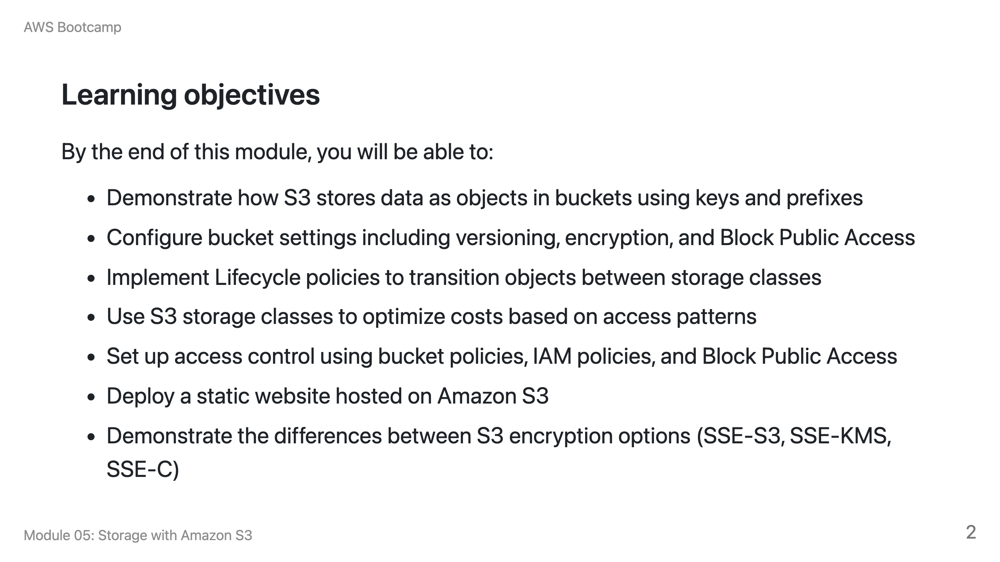 AWS Bootcamp
Learning objectives
By the end of this module, you will be able to:
• Demonstrate how S3 stores data as objects in buckets using keys and prefixes
• Configure bucket settings including versioning, encryption, and Block Public Access
• Implement Lifecycle policies to transition objects between storage classes
• Use S3 storage classes to optimize costs based on access patterns
• Set up access control using bucket policies, IAM policies, and Block Public Access
• Deploy a static website hosted on Amazon S3
• Demonstrate the differences between S3 encryption options (SSE-S3, SSE-KMS,
SSE-C)
Module 05: Storage with Amazon S3
2